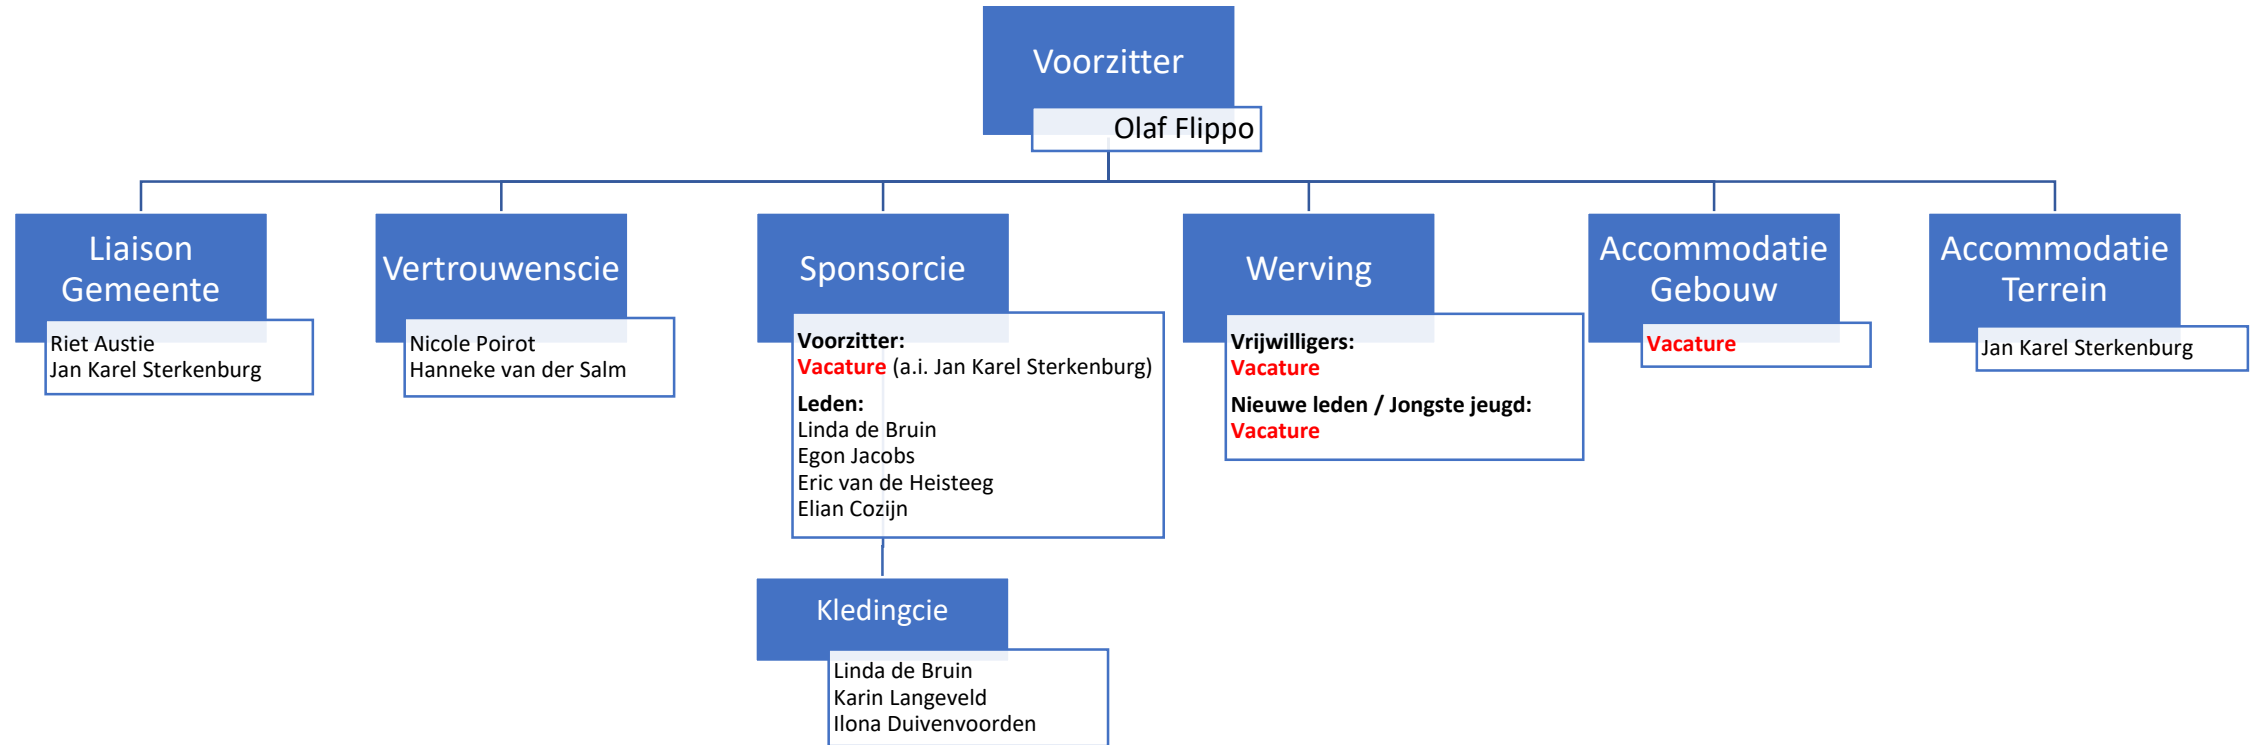 Voorzitter
Olaf Flippo
Liaison
Gemeente
Riet Austie
Jan Karel Sterkenburg
Vertrouwenscie
Nicole Poirot
Hanneke van der Salm
Sponsorcie
Voorzitter:
Vacature (a.i. Jan Karel Sterkenburg)
Leden:
Linda de Bruin
Egon Jacobs
Eric van de Heisteeg
Elian Cozijn
Kledingcie
Linda de Bruin
Karin Langeveld
Ilona Duivenvoorden
Werving
Vrijwilligers:
Vacature
Nieuwe leden / Jongste jeugd:
Vacature
Accommodatie
Gebouw
Vacature
Accommodatie
Terrein
Jan Karel Sterkenburg